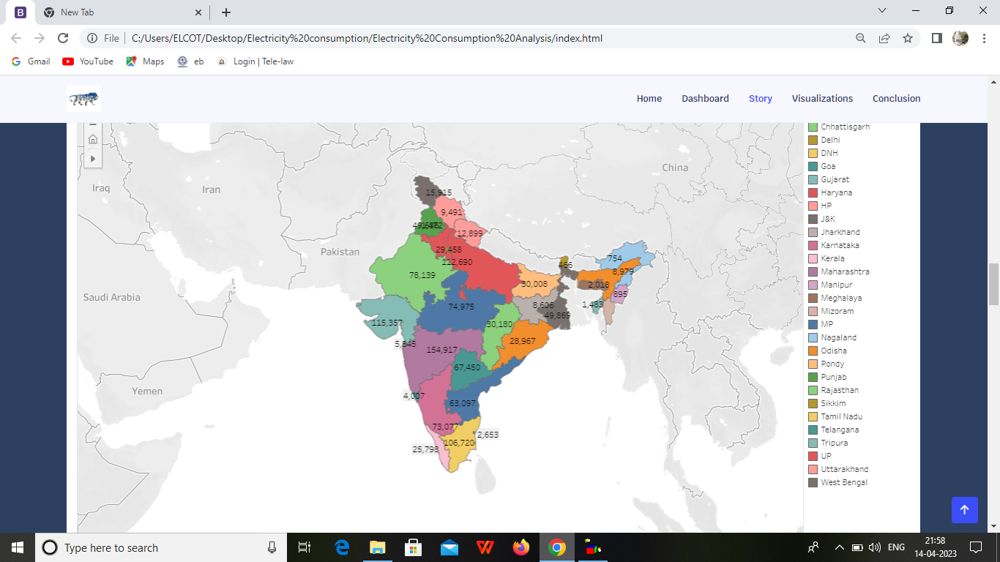 B New Tab
File C:/Users/ELCOT/Desktop/Electricity%20consumption/Electricity%20Consumption%20Analysis/index.html
Gmail YouTube Maps eb Login | Tele-law
Home Dashboard Story Visualizations Conclusion
Chhattisgarh
Delhi
DNH
Goa
Gujarat
Haryana
HP
J&K
Jharkhand
Karnataka
Kerala
Maharashtra
Manipur
Meghalaya
Mizoram
MP
Nagaland
Odisha
Pondy
Punjab
Rajasthan
Sikkim
Tamil Nadu
Telangana
Tripura
UP
Uttarakhand
West Bengal
China
Iraq
Iran
Pakistan
Saudi Arabia
Yemen
15,915
9,491
12,899
29,458
112,690
78,139
466
754
8,979
30,008
2,018
895
8,606
1,483
74,975
49,869
115,357
30,180
5,845
28,967
154,917
67,450
4,007
63,097
73,077
2,653
106,720
25,798
Type here to search
ENG
21:58
14-04-2023